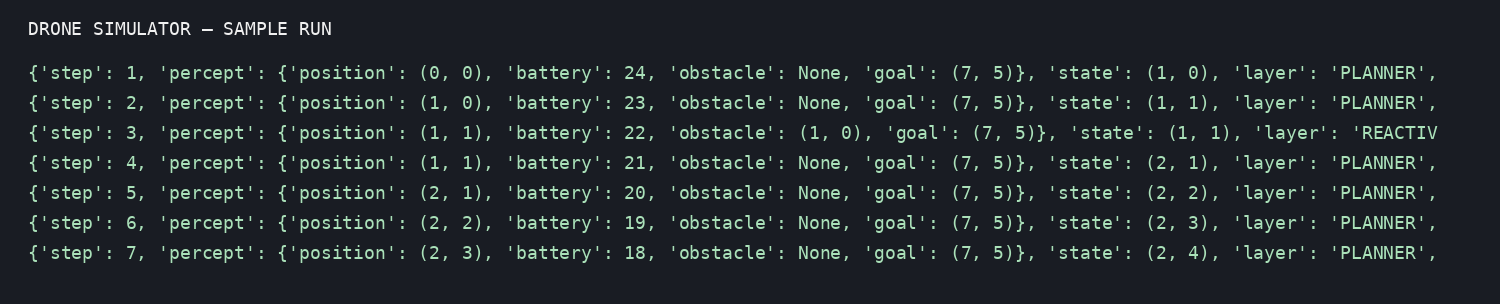 DRONE SIMULATOR — SAMPLE RUN
{'step': 1, 'percept': {'position': (0, 0), 'battery': 24, 'obstacle': None, 'goal': (7, 5)}, 'state': (1, 0), 'layer': 'PLANNER',
{'step': 2, 'percept': {'position': (1, 0), 'battery': 23, 'obstacle': None, 'goal': (7, 5)}, 'state': (1, 1), 'layer': 'PLANNER',
{'step': 3, 'percept': {'position': (1, 1), 'battery': 22, 'obstacle': (1, 0), 'goal': (7, 5)}, 'state': (1, 1), 'layer': 'REACTIV
{'step': 4, 'percept': {'position': (1, 1), 'battery': 21, 'obstacle': None, 'goal': (7, 5)}, 'state': (2, 1), 'layer': 'PLANNER',
{'step': 5, 'percept': {'position': (2, 1), 'battery': 20, 'obstacle': None, 'goal': (7, 5)}, 'state': (2, 2), 'layer': 'PLANNER',
{'step': 6, 'percept': {'position': (2, 2), 'battery': 19, 'obstacle': None, 'goal': (7, 5)}, 'state': (2, 3), 'layer': 'PLANNER',
{'step': 7, 'percept': {'position': (2, 3), 'battery': 18, 'obstacle': None, 'goal': (7, 5)}, 'state': (2, 4), 'layer': 'PLANNER',